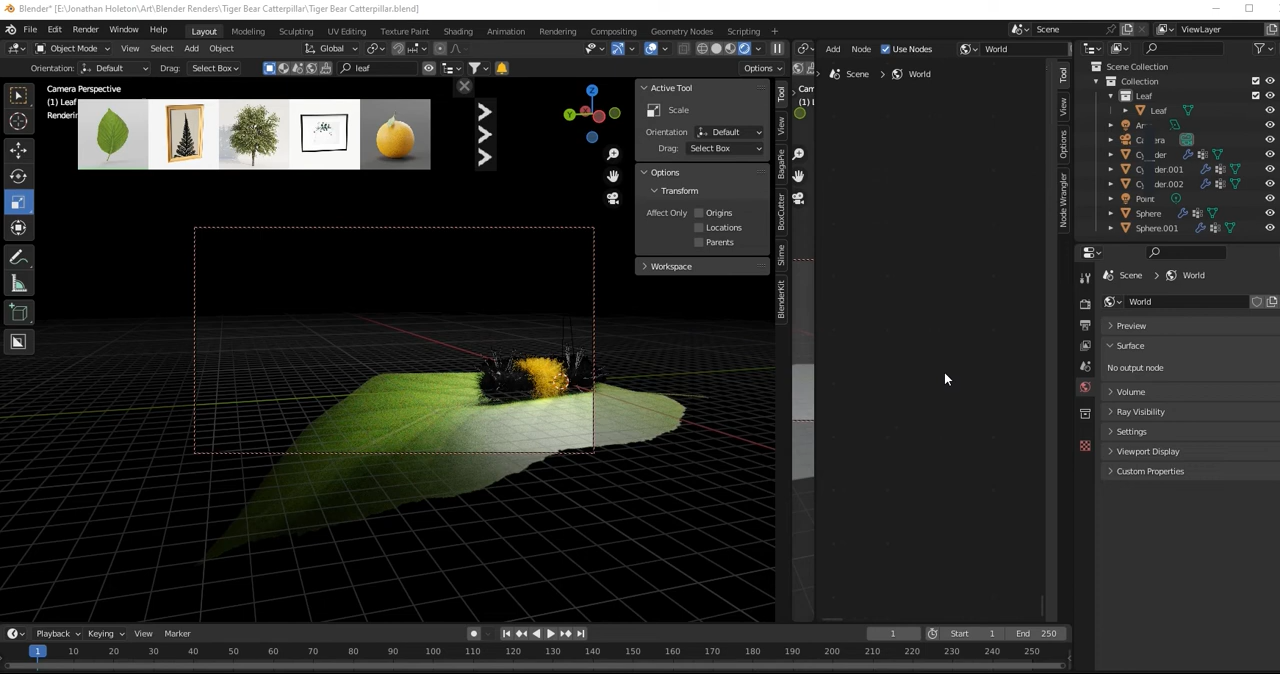 Blender* [E:\Jonathan Holeton\Art\Blender Renders\Tiger Bear Catterpillar\Tiger Bear Catterpillar.blend]
File Edit Render Window Help Layout Modeling Sculpting UV Editing Texture Paint Shading Animation Rendering Compositing Geometry Nodes Scripting + Scene ViewLayer
Object Mode View Select Add Object Global Add Node Use Nodes World
Orientation: Default Drag: Select Box leaf Options
Camera Perspective
(1) Leaf
Scene World
Active Tool
Scale
Orientation Default
Drag: Select Box
Options
Transform
Affect Only Origins
Locations
Parents
Workspace
Tool
View
BagaPie
BoxCutter
Slime
BlenderKit
Tool
View
Options
Node Wrangler
Scene Collection
Collection
Leaf
Leaf
Point
Sphere
Sphere.001
Scene World
World
Preview
Surface
No output node
Volume
Ray Visibility
Settings
Viewport Display
Custom Properties
Playback Keying View Marker 1 Start 1 End 250
1 10 20 30 40 50 60 70 80 90 100 110 120 130 140 150 160 170 180 190 200 210 220 230 240 250